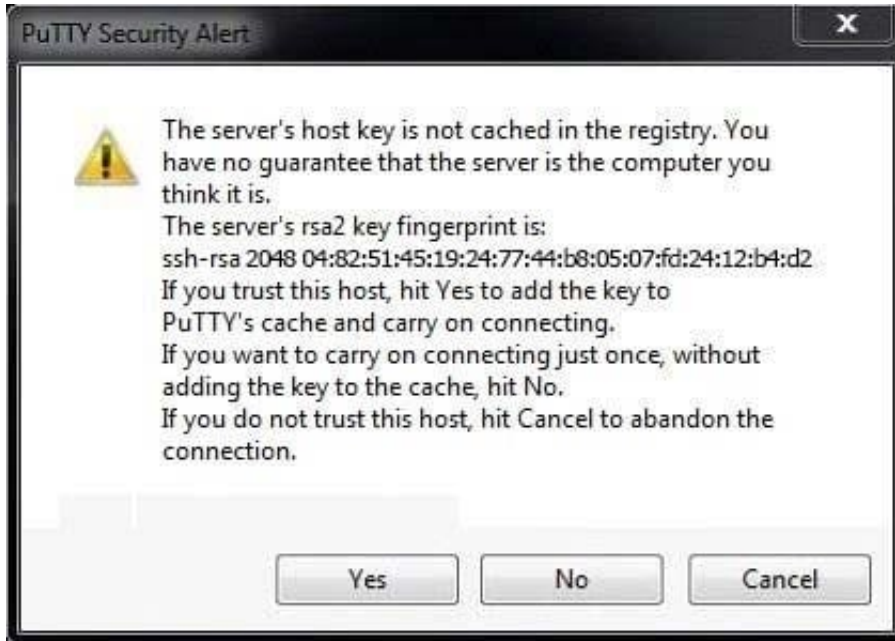 PuTTY Security Alert
x
The server's host key is not cached in the registry. You
have no guarantee that the server is the computer you
think it is.
The server's rsa2 key fingerprint is:
ssh-rsa 2048 04:82:51:45:19:24:77:44:b8:05:07:fd:24:12:b4:d2
If you trust this host, hit Yes to add the key to
PuTTY's cache and carry on connecting.
If you want to carry on connecting just once, without
adding the key to the cache, hit No.
If you do not trust this host, hit Cancel to abandon the
connection.
Yes No Cancel